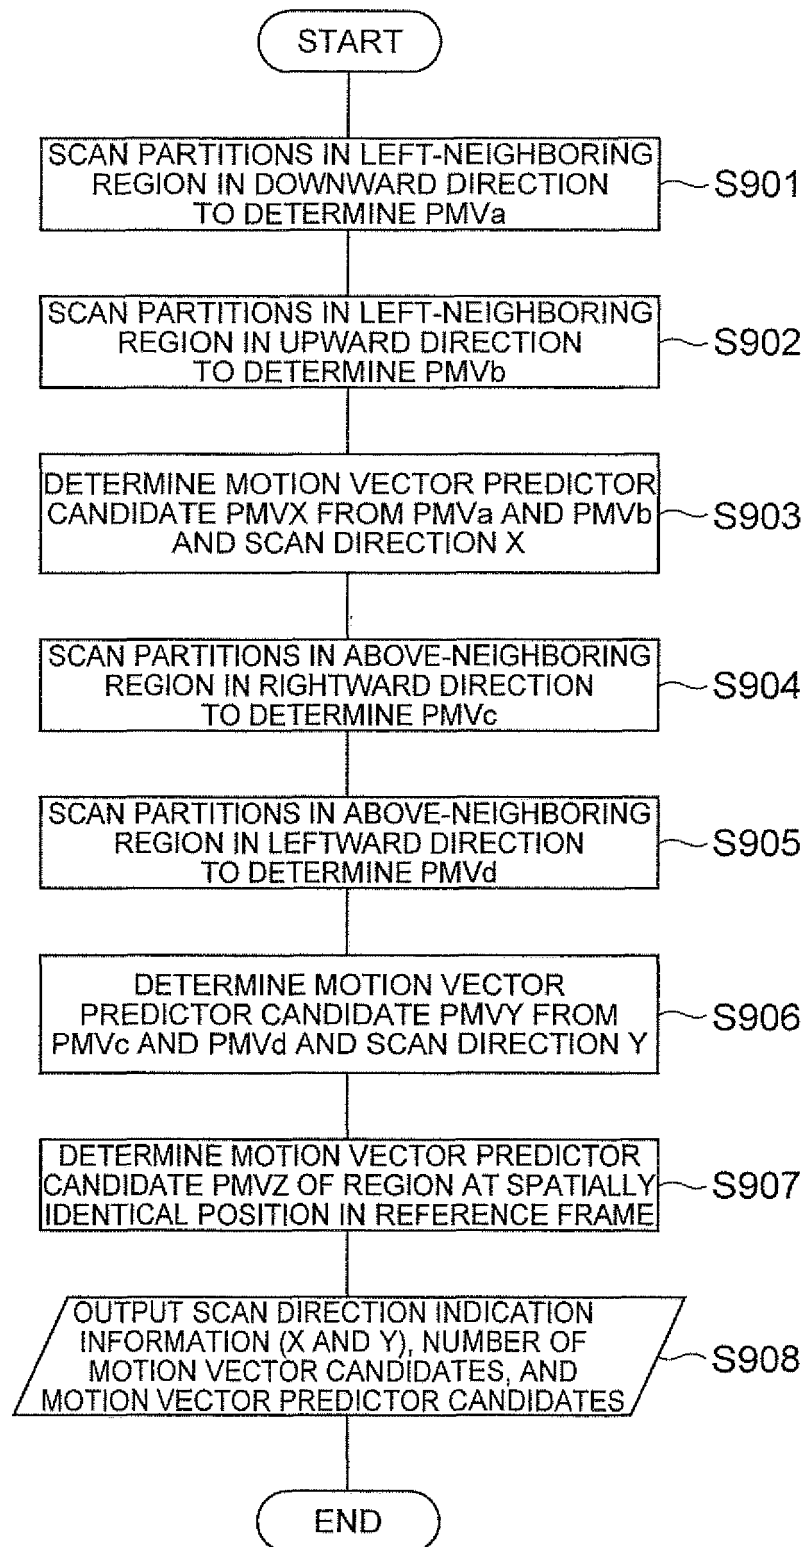 START
SCAN PARTITIONS IN LEFT-NEIGHBORING
REGION IN DOWNWARD DIRECTION
TO DETERMINE PMVa
S901
SCAN PARTITIONS IN LEFT-NEIGHBORING
REGION IN UPWARD DIRECTION
TO DETERMINE PMVb
S902
DETERMINE MOTION VECTOR PREDICTOR
CANDIDATE PMVX FROM PMVa AND PMVb
AND SCAN DIRECTION X
S903
SCAN PARTITIONS IN ABOVE-NEIGHBORING
REGION IN RIGHTWARD DIRECTION
TO DETERMINE PMVc
S904
SCAN PARTITIONS IN ABOVE-NEIGHBORING
REGION IN LEFTWARD DIRECTION
TO DETERMINE PMVd
S905
DETERMINE MOTION VECTOR
PREDICTOR CANDIDATE PMVY FROM
PMVc AND PMVd AND SCAN DIRECTION Y
S906
DETERMINE MOTION VECTOR PREDICTOR
CANDIDATE PMVZ OF REGION AT SPATIALLY
IDENTICAL POSITION IN REFERENCE FRAME
S907
OUTPUT SCAN DIRECTION INDICATION
INFORMATION (X AND Y), NUMBER OF
MOTION VECTOR CANDIDATES, AND
MOTION VECTOR PREDICTOR CANDIDATES
S908
END